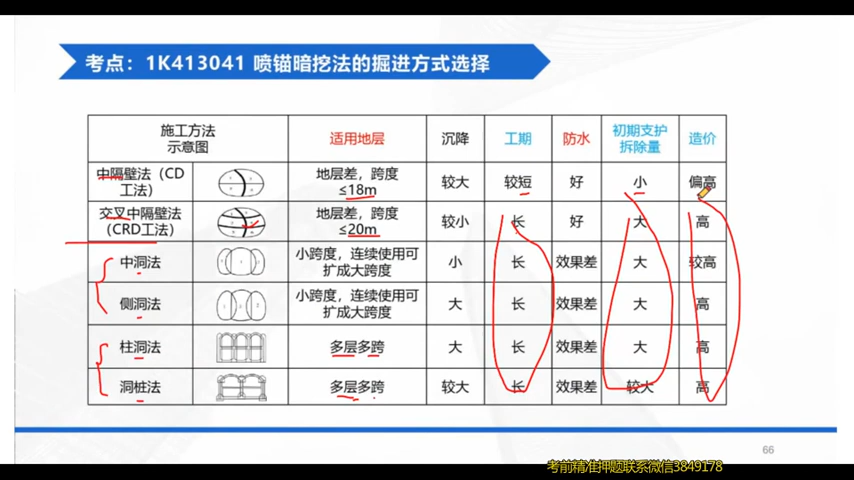 考点：1K413041 喷锚暗挖法的掘进方式选择
施工方法
示意图
适用地层
沉降
工期
防水
初期支护
拆除量
造价
中隔壁法（CD
工法）
地层差，跨度
≤18m
较大
较短
好
小
偏高
交叉中隔壁法
（CRD工法）
地层差，跨度
≤20m
较小
长
好
大
高
中洞法
小跨度，连续使用可
扩成大跨度
小
长
效果差
大
较高
侧洞法
小跨度，连续使用可
扩成大跨度
大
长
效果差
大
高
柱洞法
多层多跨
大
长
效果差
大
高
洞桩法
多层多跨
较大
长
效果差
较大
高
66
考前精准押题联系微信3849178